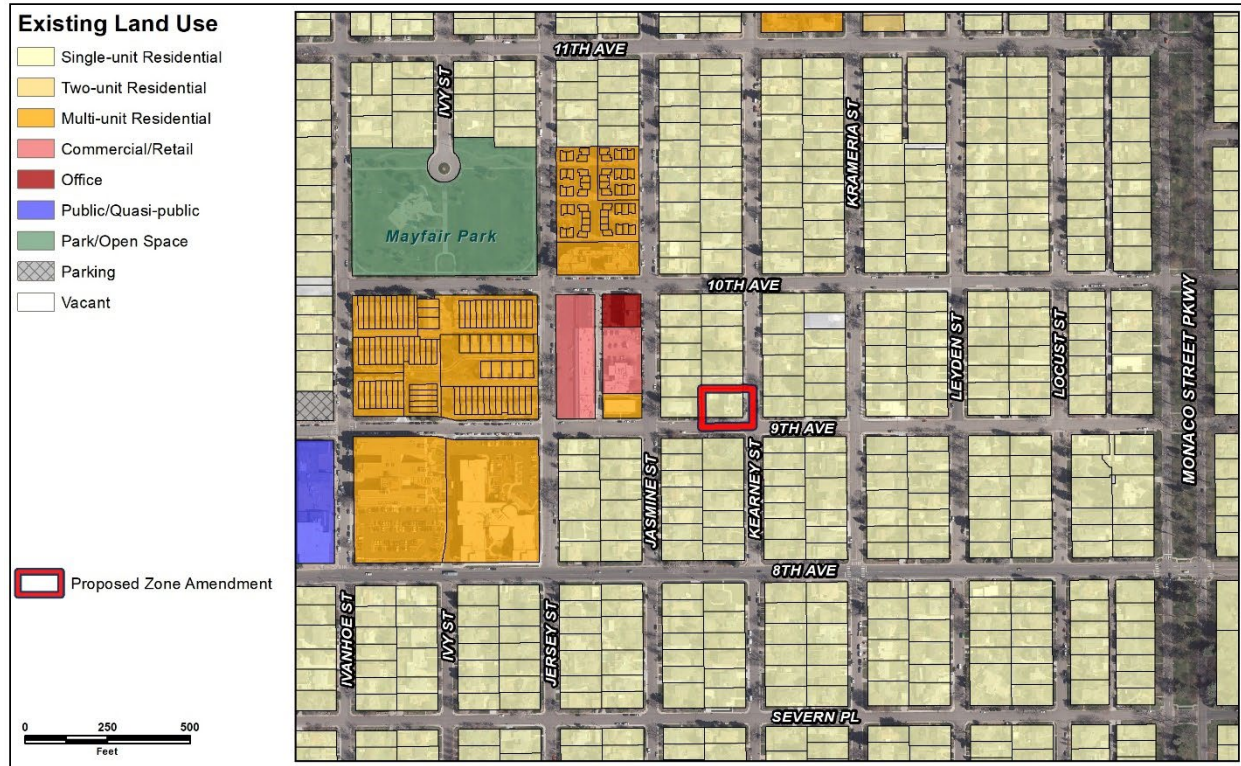 Existing Land Use
Single-unit Residential
Two-unit Residential
Multi-unit Residential
Commercial/Retail
Office
Public/Quasi-public
Park/Open Space
Parking
Vacant
Proposed Zone Amendment
0 250 500
Feet
11TH AVE
IVY ST
KRAMERIA ST
Mayfair Park
10TH AVE
MONACO STREET PKWY
LEYDEN ST
LOCUST ST
9TH AVE
JASMINE ST
KEARNEY ST
8TH AVE
IVANHOE ST
IVY ST
JERSEY ST
SEVERN PL